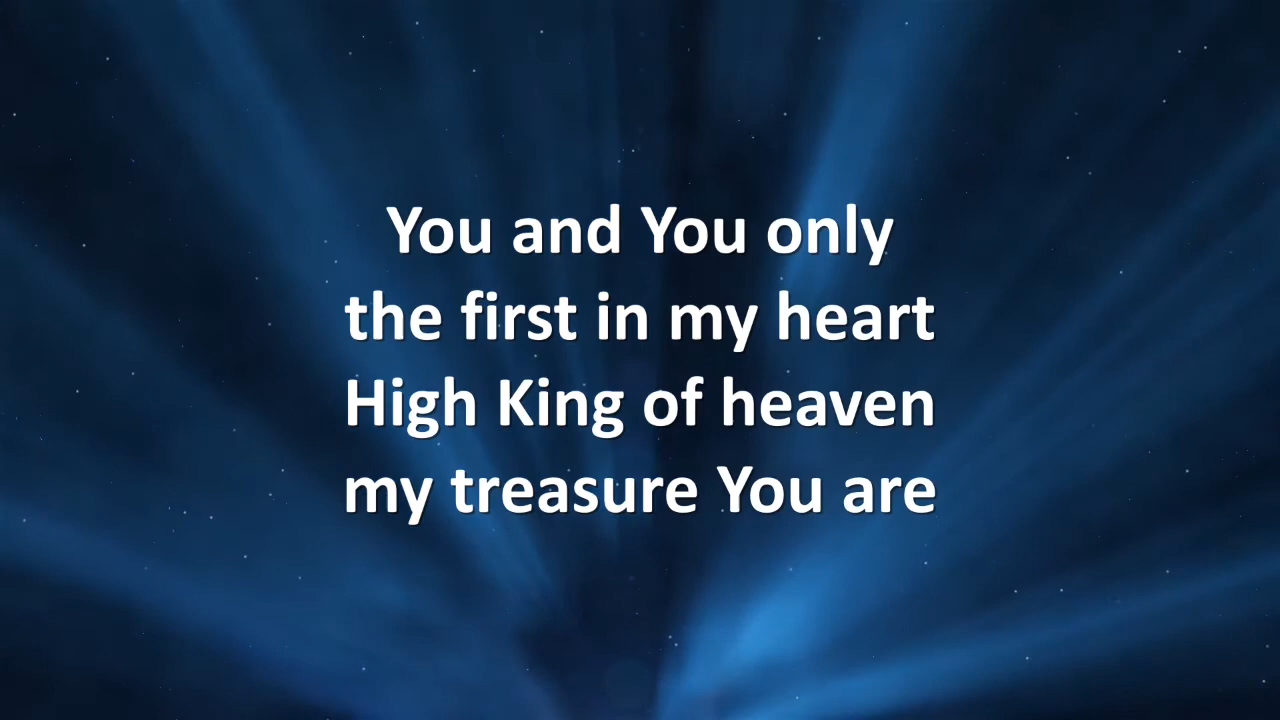 You and You only
the first in my heart
High King of heaven
my treasure You are